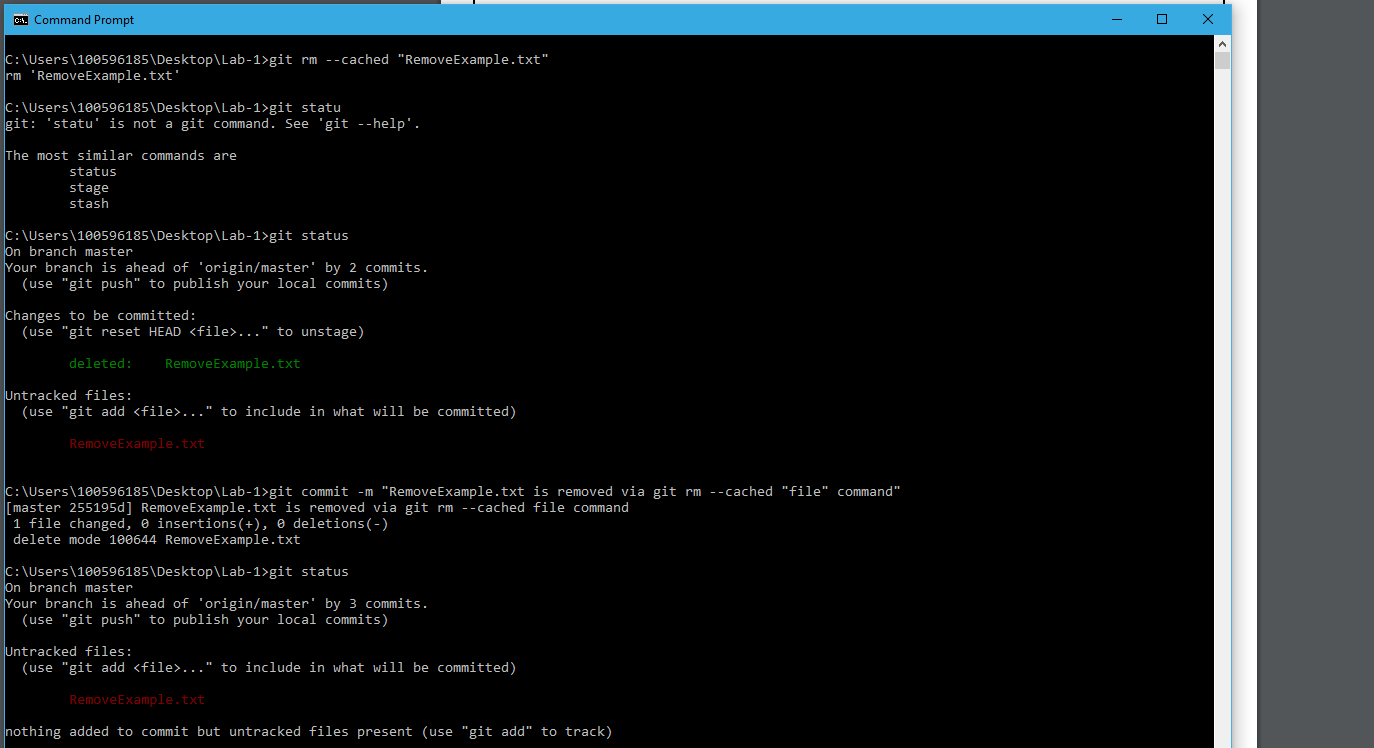 Command Prompt
C:\Users\100596185\Desktop\Lab-1>git rm --cached "RemoveExample.txt"
rm 'RemoveExample.txt'
C:\Users\100596185\Desktop\Lab-1>git statu
git: 'statu' is not a git command. See 'git --help'.
The most similar commands are
status
stage
stash
C:\Users\100596185\Desktop\Lab-1>git status
On branch master
Your branch is ahead of 'origin/master' by 2 commits.
(use "git push" to publish your local commits)
Changes to be committed:
(use "git reset HEAD <file>..." to unstage)
deleted:    RemoveExample.txt
Untracked files:
(use "git add <file>..." to include in what will be committed)
RemoveExample.txt
C:\Users\100596185\Desktop\Lab-1>git commit -m "RemoveExample.txt is removed via git rm --cached "file" command"
[master 255195d] RemoveExample.txt is removed via git rm --cached file command
1 file changed, 0 insertions(+), 0 deletions(-)
delete mode 100644 RemoveExample.txt
C:\Users\100596185\Desktop\Lab-1>git status
On branch master
Your branch is ahead of 'origin/master' by 3 commits.
(use "git push" to publish your local commits)
Untracked files:
(use "git add <file>..." to include in what will be committed)
RemoveExample.txt
nothing added to commit but untracked files present (use "git add" to track)